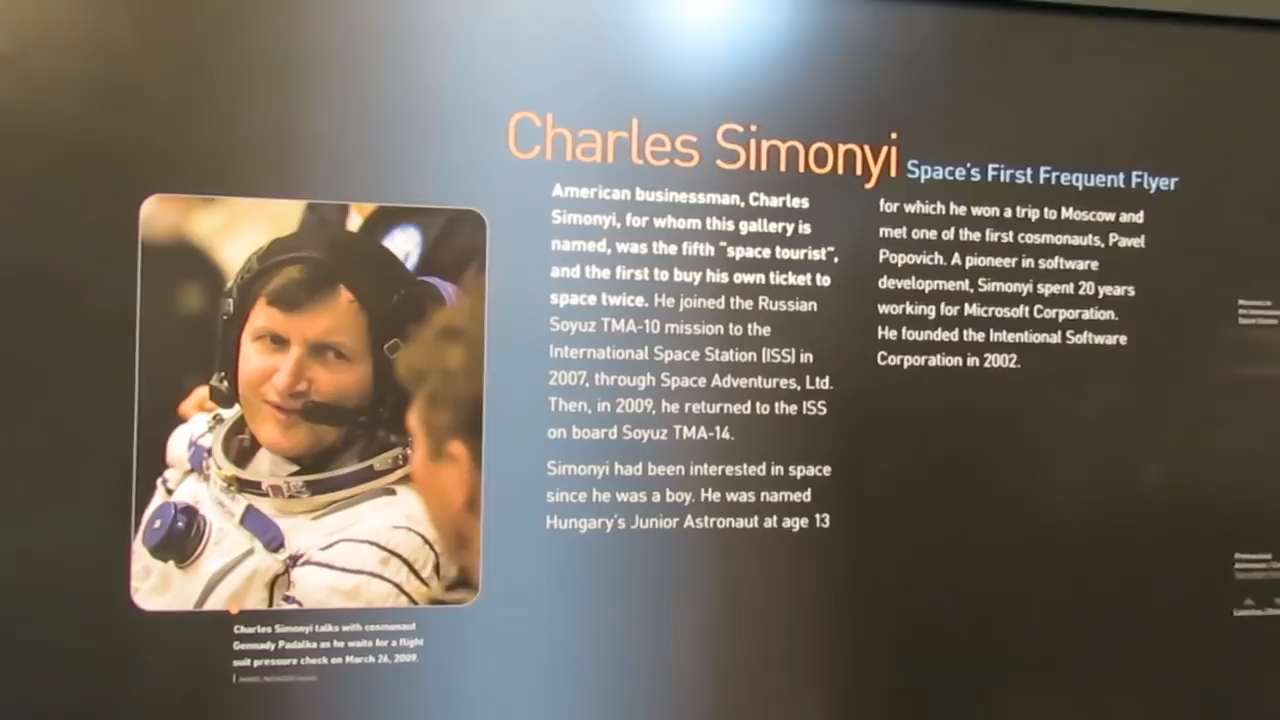 Charles Simonyi Space's First Frequent Flyer
American businessman, Charles
Simonyi, for whom this gallery is
named, was the fifth "space tourist",
and the first to buy his own ticket to
space twice. He joined the Russian
Soyuz TMA-10 mission to the
International Space Station (ISS) in
2007, through Space Adventures, Ltd.
Then, in 2009, he returned to the ISS
on board Soyuz TMA-14.
Simonyi had been interested in space
since he was a boy. He was named
Hungary's Junior Astronaut at age 13
for which he won a trip to Moscow and
met one of the first cosmonauts, Pavel
Popovich. A pioneer in software
development, Simonyi spent 20 years
working for Microsoft Corporation.
He founded the Intentional Software
Corporation in 2002.
Charles Simonyi talks with cosmonaut
Gennady Padalka as he waits for a flight
suit pressure check on March 26, 2009.